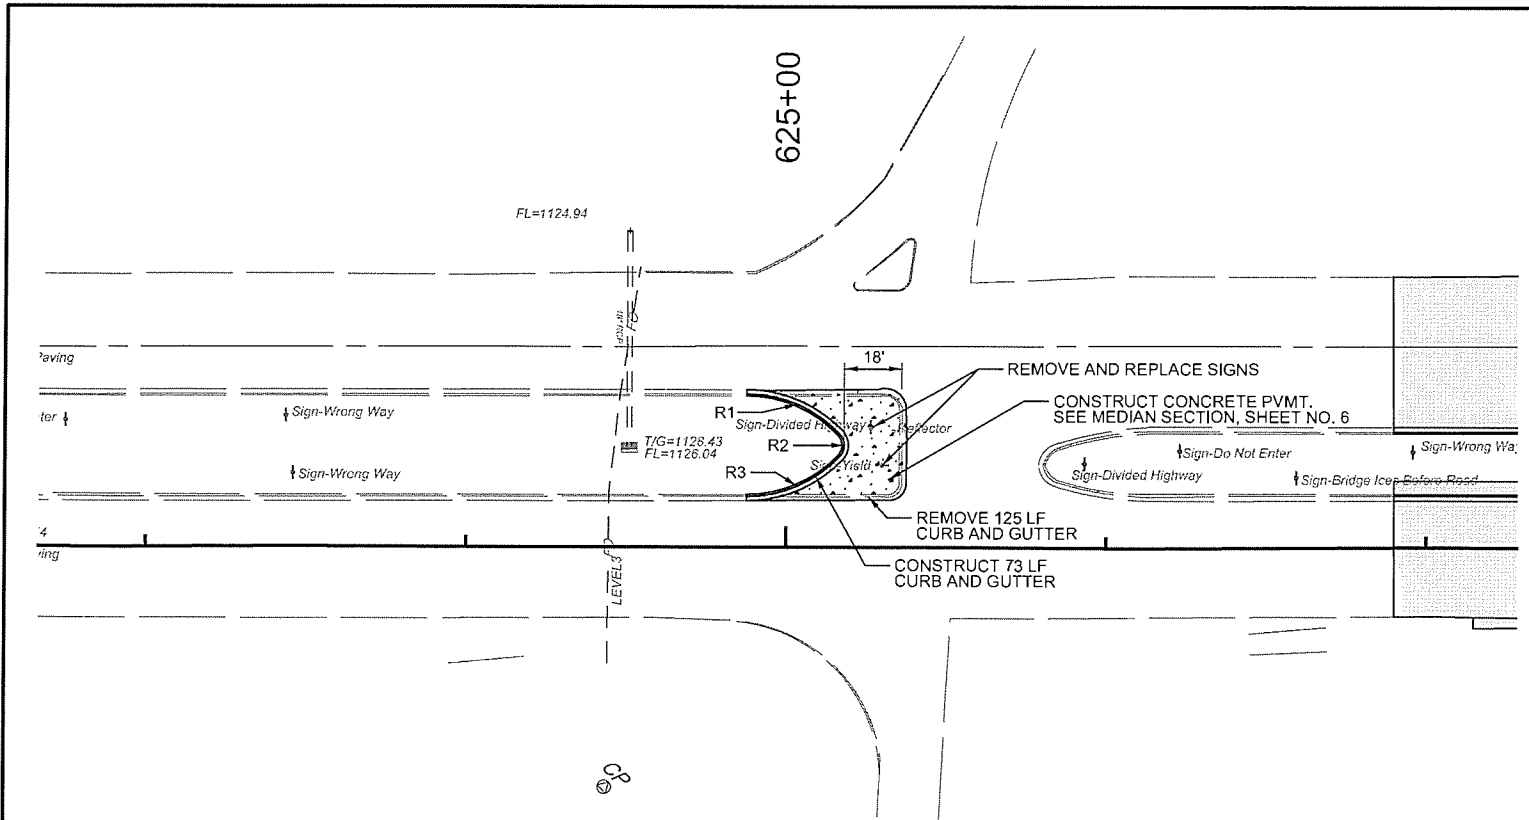 625+00
FL=1124.94
18'
REMOVE AND REPLACE SIGNS
CONSTRUCT CONCRETE PVMT.
SEE MEDIAN SECTION, SHEET NO. 6
Sign-Wrong Way
R1
Sign-Divided Highway
Reflector
T/G=1126.43
FL=1126.04
R2
Sign-Yield
Sign-Do Not Enter
Sign-Wrong Way
Sign-Wrong Way
R3
Sign-Divided Highway
Sign-Bridge Ices Before Road
REMOVE 125 LF
CURB AND GUTTER
CONSTRUCT 73 LF
CURB AND GUTTER
LEVEL3
CP